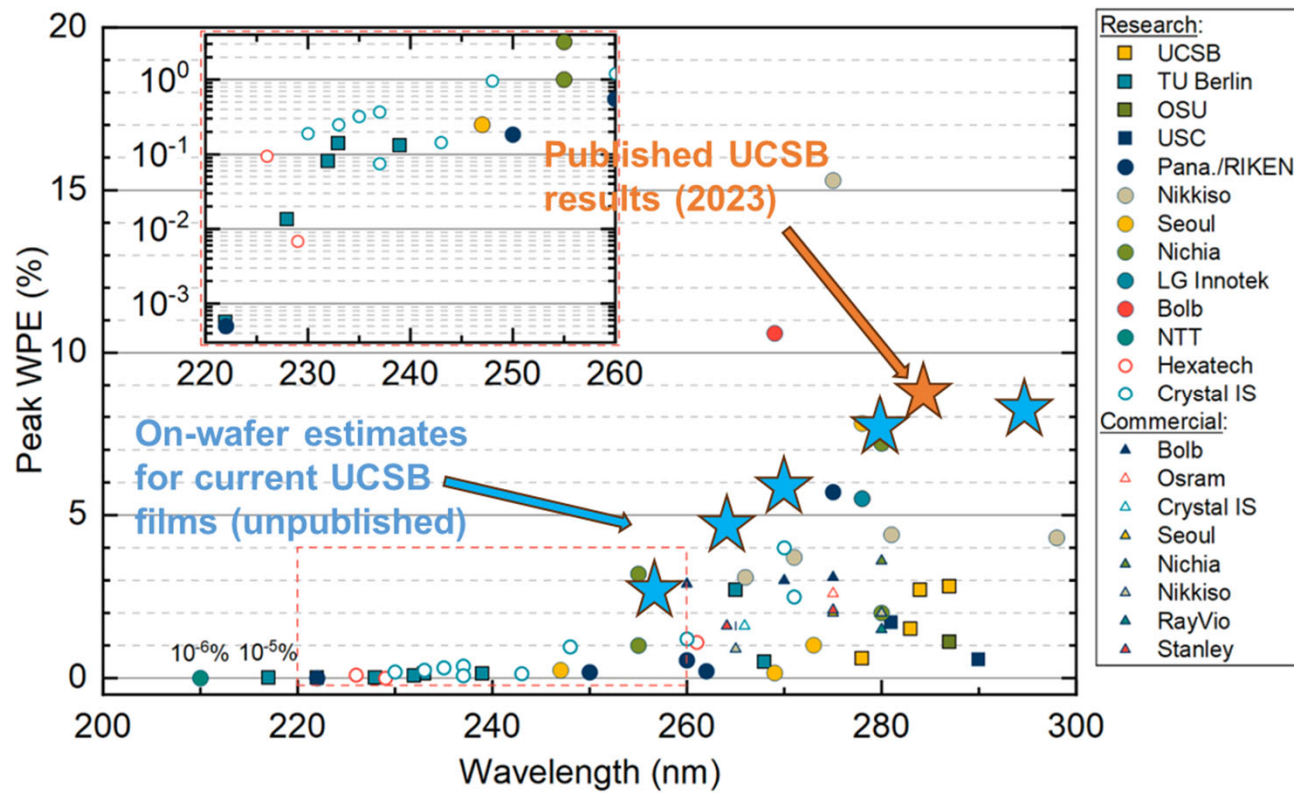 20
15
10
5
0
Peak WPE (%)
10⁰
10⁻¹
10⁻²
10⁻³
220 230 240 250 260
Published UCSB
results (2023)
On-wafer estimates
for current UCSB
films (unpublished)
10⁻⁶% 10⁻⁵%
200 220 240 260 280 300
Wavelength (nm)
Research:
UCSB
TU Berlin
OSU
USC
Pana./RIKEN
Nikkiso
Seoul
Nichia
LG Innotek
Bolb
NTT
Hexatech
Crystal IS
Commercial:
Bolb
Osram
Crystal IS
Seoul
Nichia
Nikkiso
RayVio
Stanley